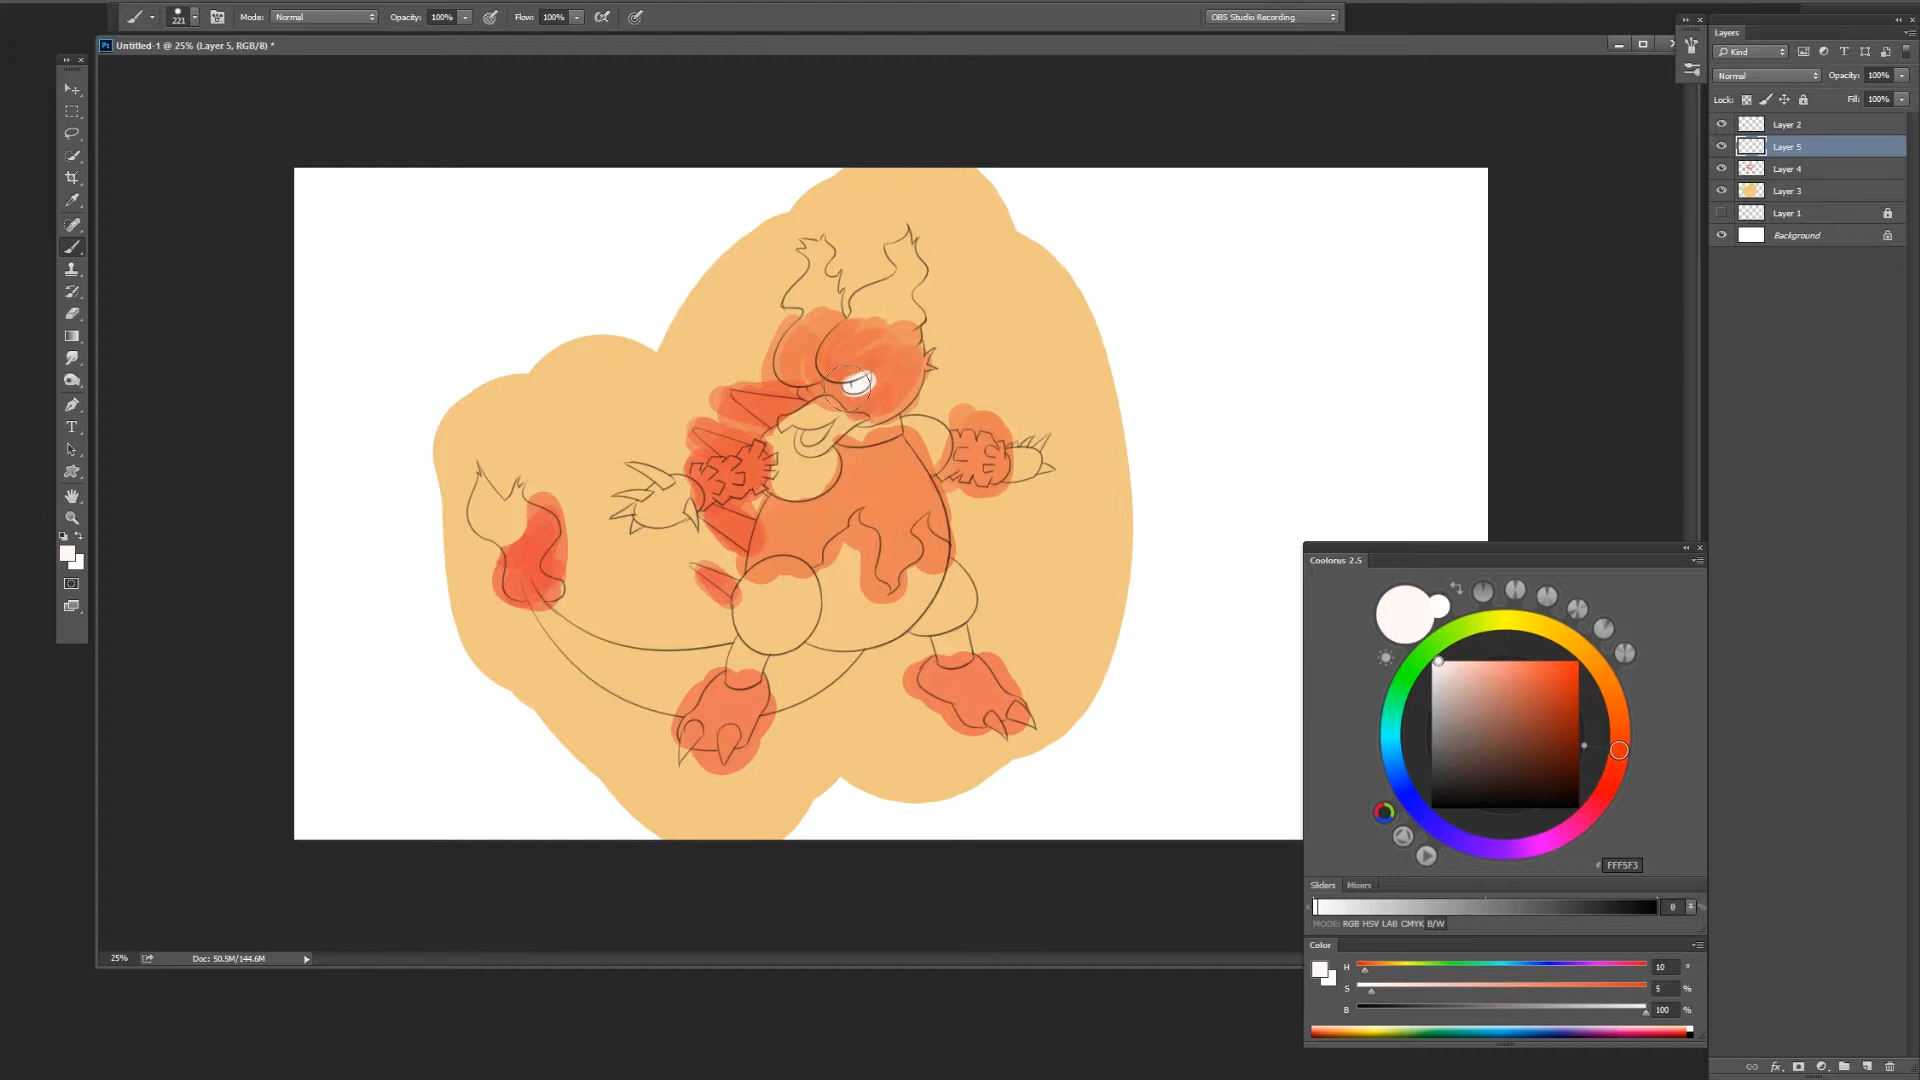 221
Mode:
Normal
Opacity:
100%
Flow:
100%
OBS Studio Recording
Untitled-1 @ 25% (Layer 5, RGB/8) *
Layers
Kind
Normal
Opacity:
100%
Lock:
Fill:
100%
Layer 2
Layer 5
Layer 4
Layer 3
Layer 1
Background
Coolorus 2.5
# FFF5F3
Sliders
Mixers
0
%
MODE: RGB HSV LAB CMYK B/W
Color
H
10
°
S
5
%
B
100
%
25%
Doc: 50.5M/144.6M